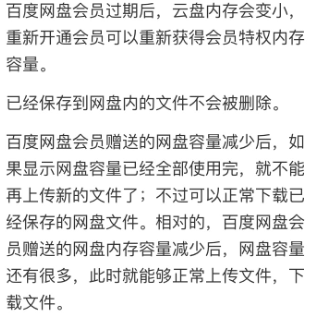 百度网盘会员过期后，云盘内存会变小，
重新开通会员可以重新获得会员特权内存
容量。
已经保存到网盘内的文件不会被删除。
百度网盘会员赠送的网盘容量减少后，如
果显示网盘容量已经全部使用完，就不能
再上传新的文件了；不过可以正常下载已
经保存的网盘文件。相对的，百度网盘会
员赠送的网盘内存容量减少后，网盘容量
还有很多，此时就能够正常上传文件，下
载文件。